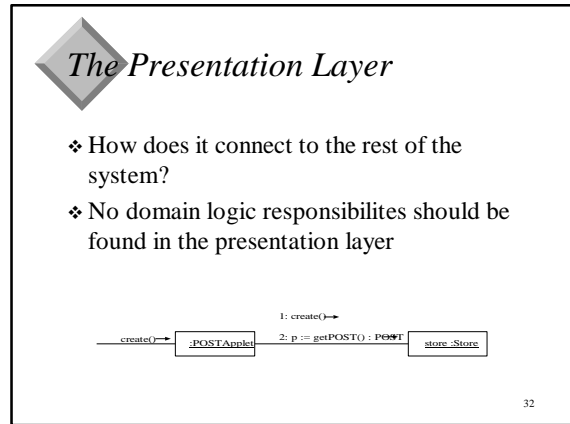 The Presentation Layer
❖ How does it connect to the rest of the
system?
❖ No domain logic responsibilites should be
found in the presentation layer
1: create()
create()
:POSTApplet
2: p := getPOST() : POST
store :Store
32